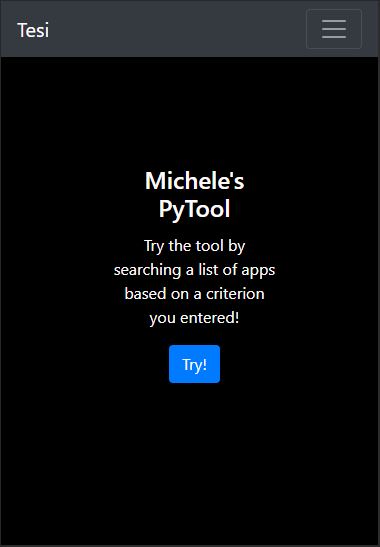 Tesi
Michele's
PyTool
Try the tool by
searching a list of apps
based on a criterion
you entered!
Try!